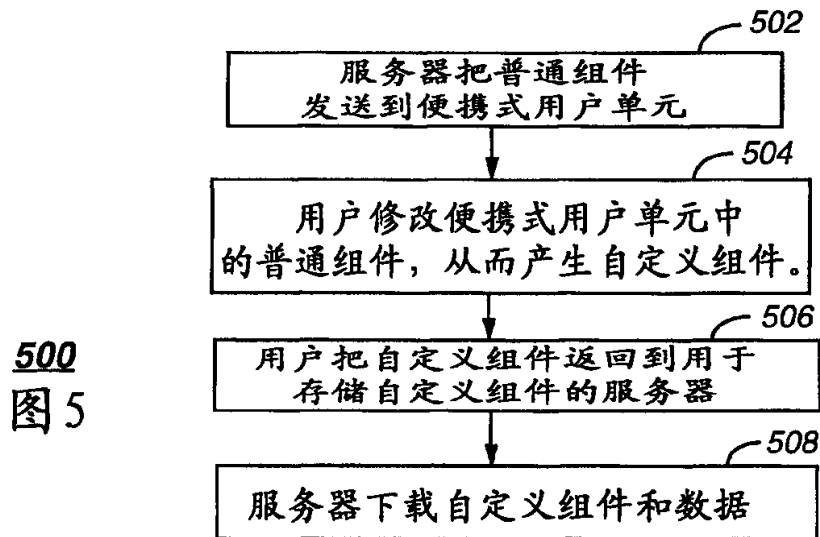 502
服务器把普通组件
发送到便携式用户单元
504
用户修改便携式用户单元中
的普通组件，从而产生自定义组件。
506
用户把自定义组件返回到用于
存储自定义组件的服务器
500
图5
508
服务器下载自定义组件和数据